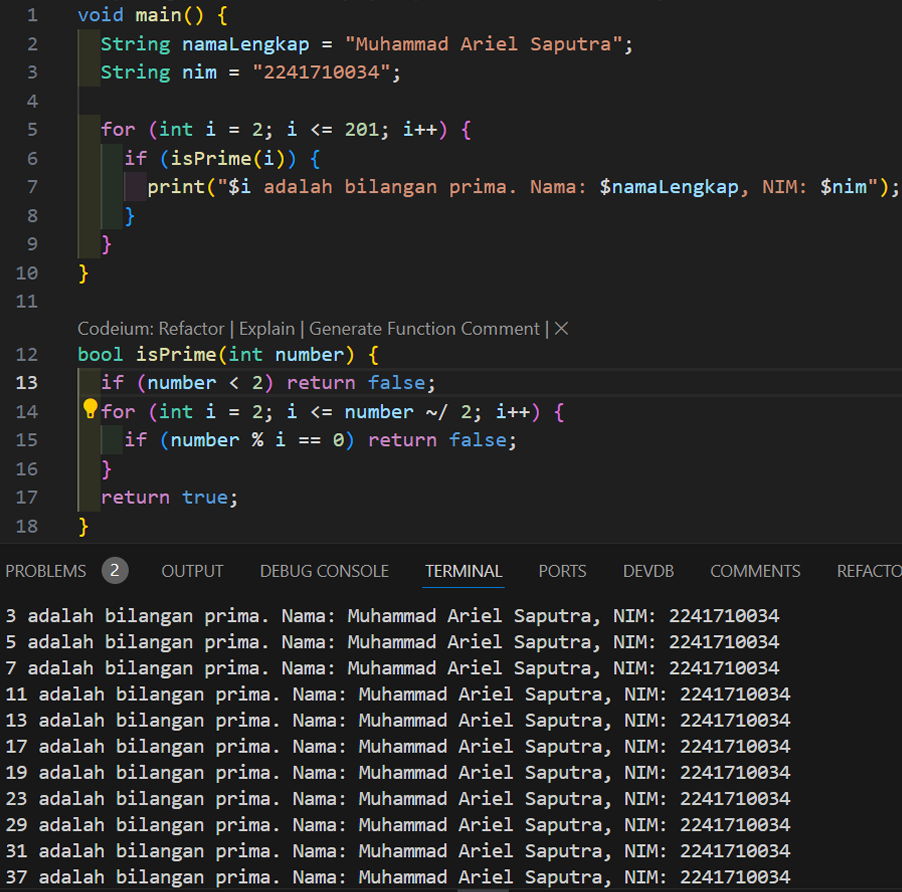 1 void main() {
2 String namaLengkap = "Muhammad Ariel Saputra";
3 String nim = "2241710034";
4
5 for (int i = 2; i <= 201; i++) {
6 if (isPrime(i)) {
7 print("$i adalah bilangan prima. Nama: $namaLengkap, NIM: $nim");
8 }
9 }
10 }
11
Codeium: Refactor | Explain | Generate Function Comment | ×
12 bool isPrime(int number) {
13 if (number < 2) return false;
14 for (int i = 2; i <= number ~/ 2; i++) {
15 if (number % i == 0) return false;
16 }
17 return true;
18 }
PROBLEMS 2 OUTPUT DEBUG CONSOLE TERMINAL PORTS DEVDB COMMENTS REFACTO
3 adalah bilangan prima. Nama: Muhammad Ariel Saputra, NIM: 2241710034
5 adalah bilangan prima. Nama: Muhammad Ariel Saputra, NIM: 2241710034
7 adalah bilangan prima. Nama: Muhammad Ariel Saputra, NIM: 2241710034
11 adalah bilangan prima. Nama: Muhammad Ariel Saputra, NIM: 2241710034
13 adalah bilangan prima. Nama: Muhammad Ariel Saputra, NIM: 2241710034
17 adalah bilangan prima. Nama: Muhammad Ariel Saputra, NIM: 2241710034
19 adalah bilangan prima. Nama: Muhammad Ariel Saputra, NIM: 2241710034
23 adalah bilangan prima. Nama: Muhammad Ariel Saputra, NIM: 2241710034
29 adalah bilangan prima. Nama: Muhammad Ariel Saputra, NIM: 2241710034
31 adalah bilangan prima. Nama: Muhammad Ariel Saputra, NIM: 2241710034
37 adalah bilangan prima. Nama: Muhammad Ariel Saputra, NIM: 2241710034